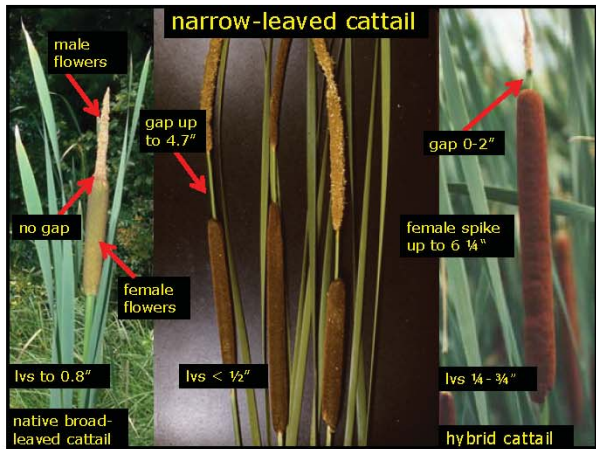 narrow-leaved cattail
male
flowers
no gap
female
flowers
lvs to 0.8"
native broad-
leaved cattail
gap up
to 4.7"
lvs < ½"
gap 0-2"
female spike
up to 6 ¼"
lvs ¼-¾"
hybrid cattail